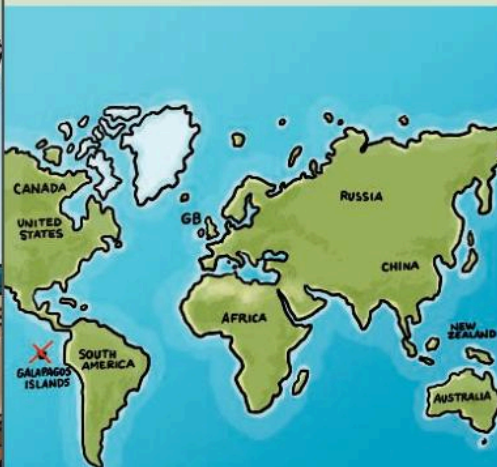 CANADA
UNITED
STATES
GB
RUSSIA
CHINA
AFRICA
SOUTH
AMERICA
GALAPAGOS
ISLANDS
NEW
ZEALAND
AUSTRALIA